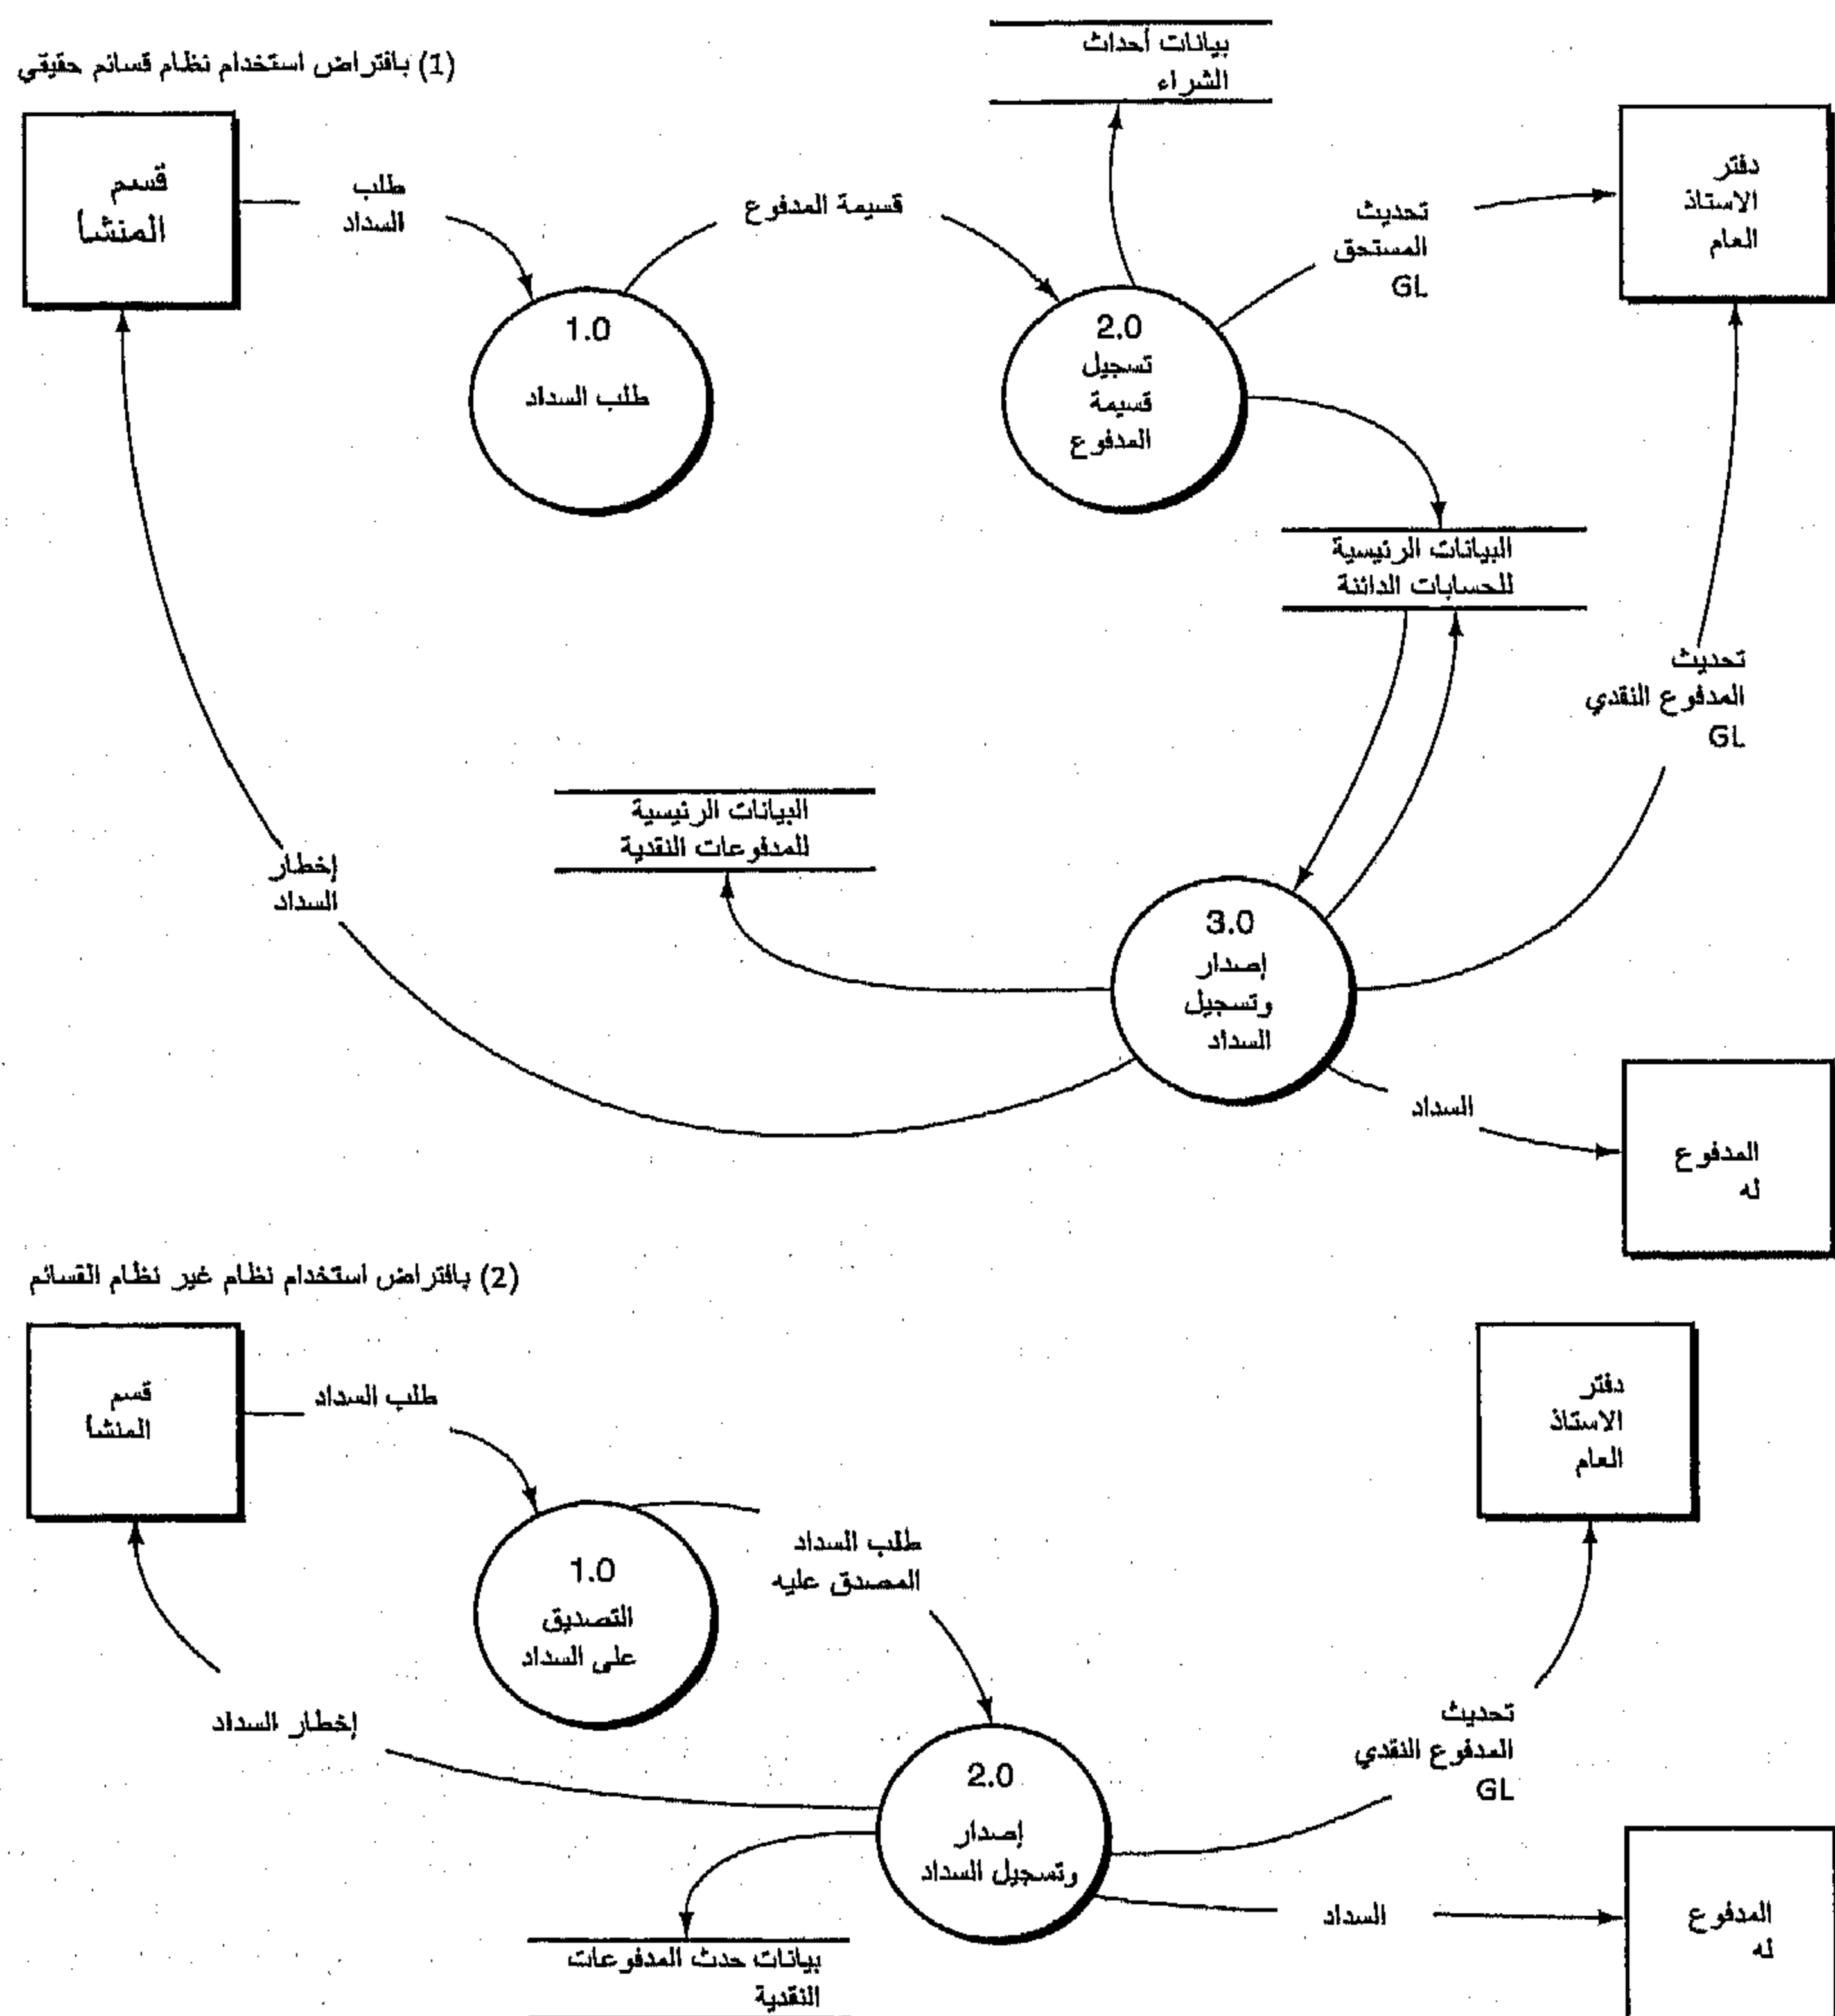 (1) بافتراض استخدام نظام قسائم حقيقي
بيانات أحداث
الشراء
قسم
المنشا
طلب
السداد
قسيمة المدفوع
تحديث
المستحق
GL
دفتر
الاستاذ
العام
1.0
طلب السداد
2.0
تسجيل
قسيمة
المدفوع
البيانات الرئيسية
للحسابات الدائنة
تحديث
المدفوع النقدي
GL
البيانات الرئيسية
للمدفوعات النقدية
إخطار
السداد
3.0
إصدار
وتسجيل
السداد
السداد
المدفوع
له
(2) بافتراض استخدام نظام غير نظام القسائم
قسم
المنشا
طلب السداد
دفتر
الاستاذ
العام
1.0
التصديق
على السداد
طلب السداد
المصدق عليه
إخطار السداد
2.0
إصدار
وتسجيل السداد
تحديث
المدفوع النقدي
GL
السداد
المدفوع
له
بيانات حدث المدفوعات
النقدية